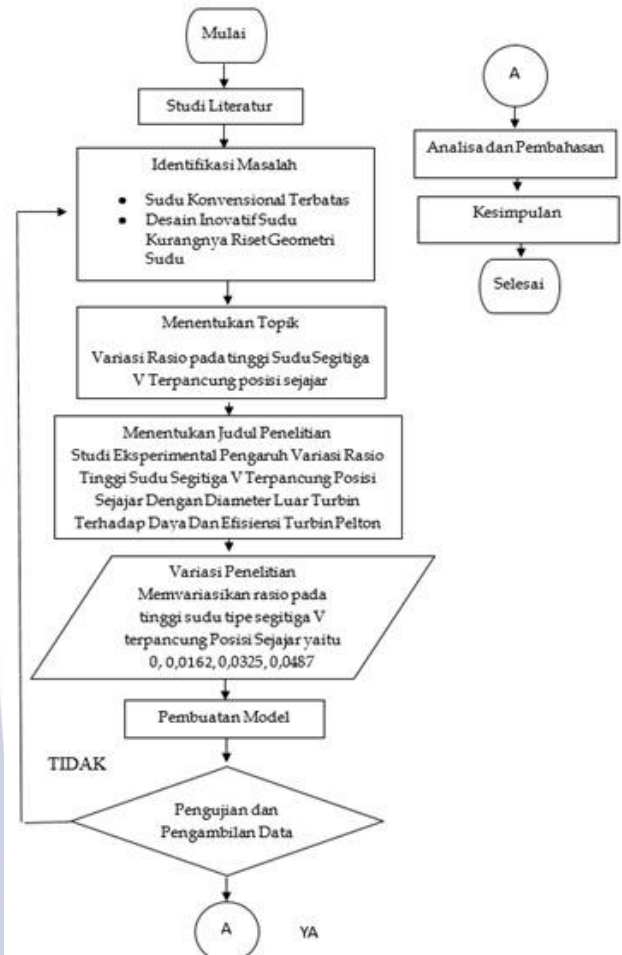 Mulai
Studi Literatur
Identifikasi Masalah
● Sudu Konvensional Terbatas
● Desain Inovatif Sudu
Kurangnya Riset Geometri
Sudu
Menentukan Topik
Variasi Rasio pada tinggi Sudu Segitiga
V Terpancung posisi sejajar
Menentukan Judul Penelitian
Studi Eksperimental Pengaruh Variasi Rasio
Tinggi Sudu Segitiga V Terpancung Posisi
Sejajar Dengan Diameter Luar Turbin
Terhadap Daya Dan Efisiensi Turbin Pelton
Variasi Penelitian
Memvariasikan rasio pada
tinggi sudu tipe segitiga V
terpancung Posisi Sejajar yaitu
0, 0,0162, 0,0325, 0,0487
Pembuatan Model
TIDAK
Pengujian dan
Pengambilan Data
A
YA
A
Analisa dan Pembahasan
Kesimpulan
Selesai